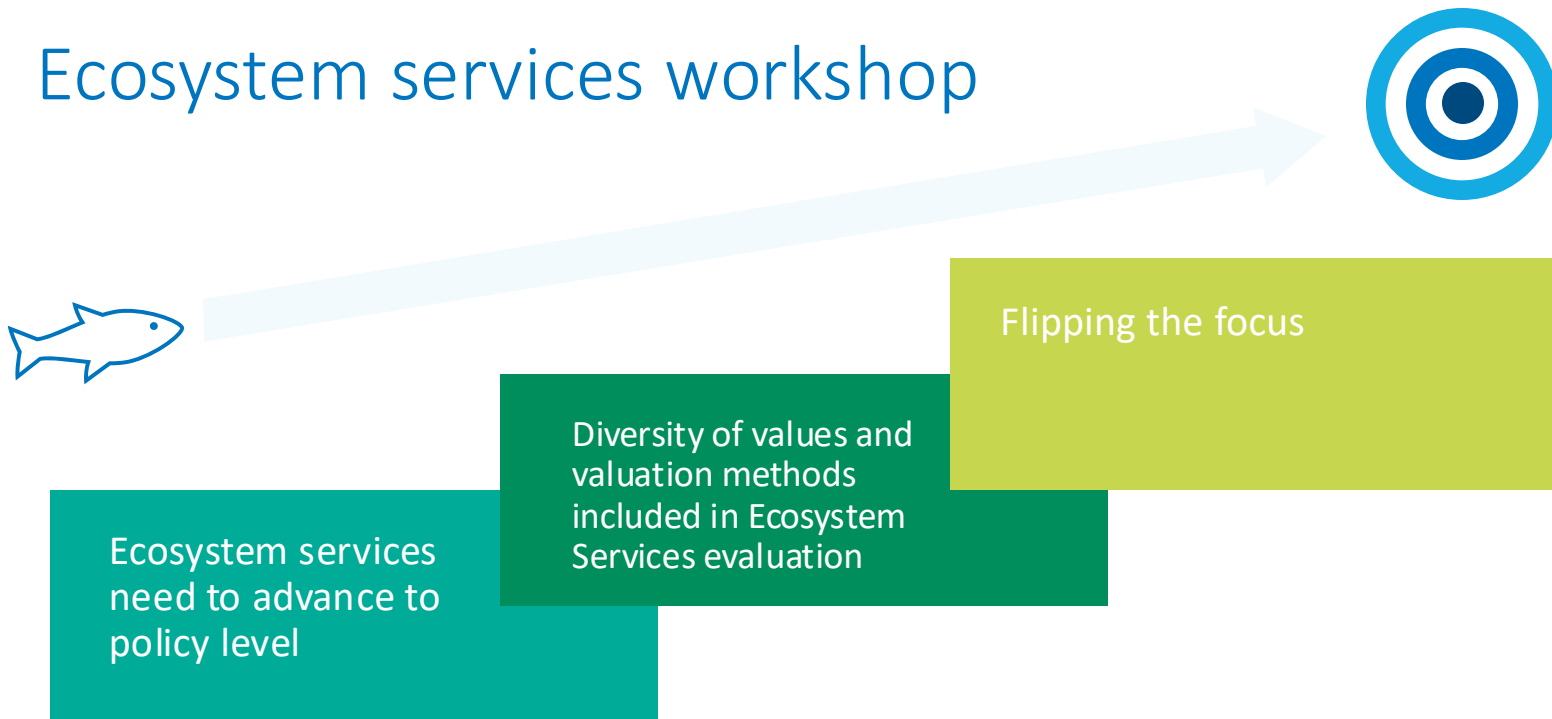 Ecosystem services workshop
Flipping the focus
Diversity of values and
valuation methods
included in Ecosystem
Services evaluation
Ecosystem services
need to advance to
policy level